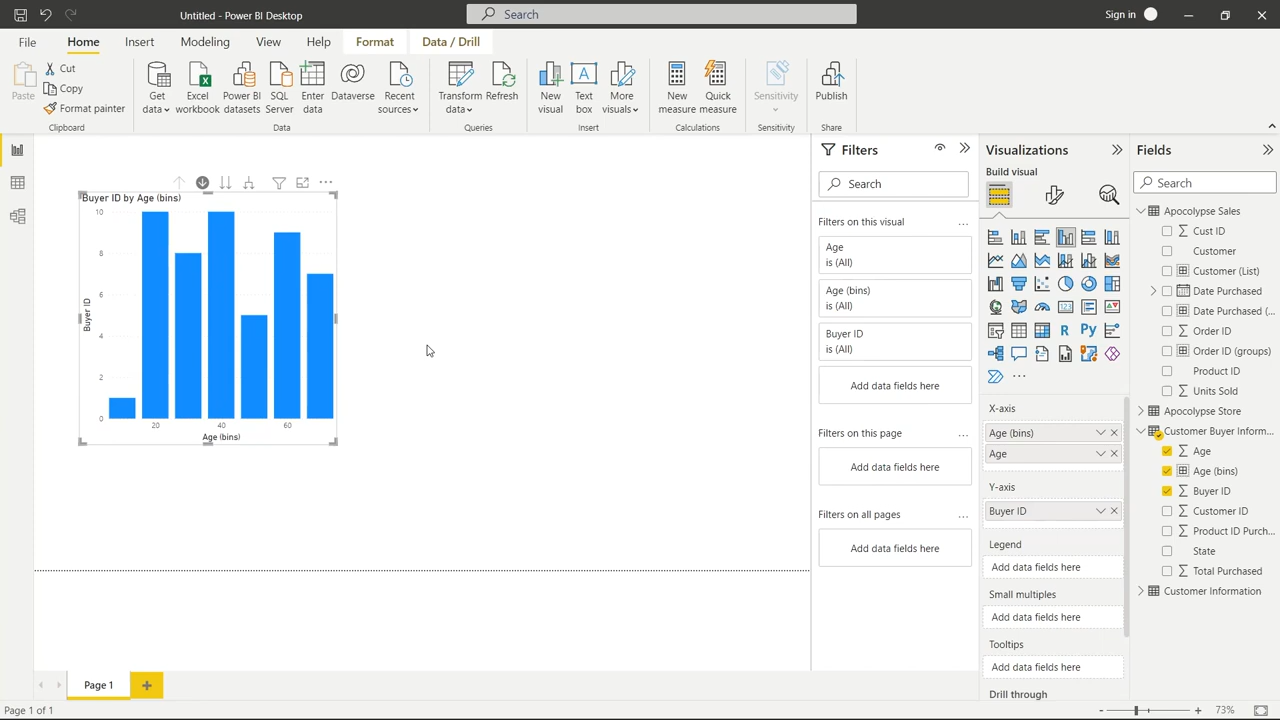 Untitled - Power BI Desktop
Search
Sign in
File
Home
Insert
Modeling
View
Help
Format
Data / Drill
Paste
Cut
Copy
Format painter
Clipboard
Get
data
Excel
workbook
Power BI
datasets
SQL
Server
Enter
data
Dataverse
Recent
sources
Data
Transform
data
Refresh
Queries
New
visual
Text
box
More
visuals
Insert
New
measure
Quick
measure
Calculations
Sensitivity
Sensitivity
Publish
Share
Buyer ID by Age (bins)
Buyer ID
10
8
6
4
2
0
20
40
60
Age (bins)
Filters
Search
Filters on this visual
Age
is (All)
Age (bins)
is (All)
Buyer ID
is (All)
Add data fields here
Filters on this page
Add data fields here
Filters on all pages
Add data fields here
Visualizations
Build visual
R
Py
X-axis
Age (bins)
Age
Y-axis
Buyer ID
Legend
Add data fields here
Small multiples
Add data fields here
Tooltips
Add data fields here
Drill through
Fields
Search
Apocolypse Sales
Cust ID
Customer
Customer (List)
Date Purchased
Date Purchased (...
Order ID
Order ID (groups)
Product ID
Units Sold
Apocolypse Store
Customer Buyer Inform...
Age
Age (bins)
Buyer ID
Customer ID
Product ID Purch...
State
Total Purchased
Customer Information
Page 1
Page 1 of 1
73%